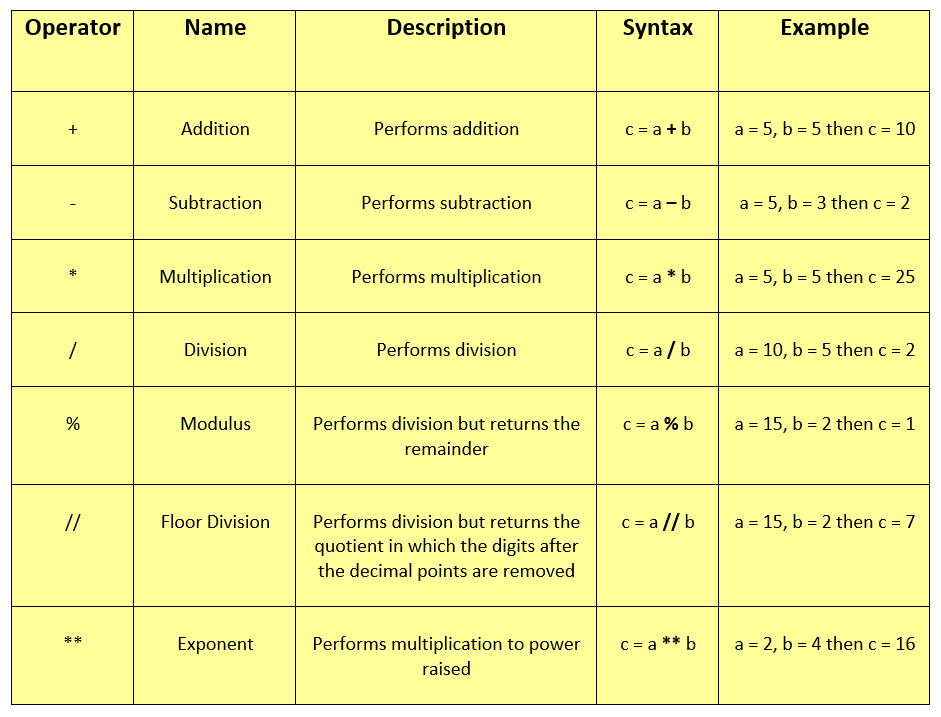 Operator Name Description Syntax Example
+ Addition Performs addition c = a + b a = 5, b = 5 then c = 10
- Subtraction Performs subtraction c = a – b a = 5, b = 3 then c = 2
* Multiplication Performs multiplication c = a * b a = 5, b = 5 then c = 25
/ Division Performs division c = a / b a = 10, b = 5 then c = 2
% Modulus Performs division but returns the c = a % b a = 15, b = 2 then c = 1
remainder
// Floor Division Performs division but returns the c = a // b a = 15, b = 2 then c = 7
quotient in which the digits after
the decimal points are removed
** Exponent Performs multiplication to power c = a ** b a = 2, b = 4 then c = 16
raised